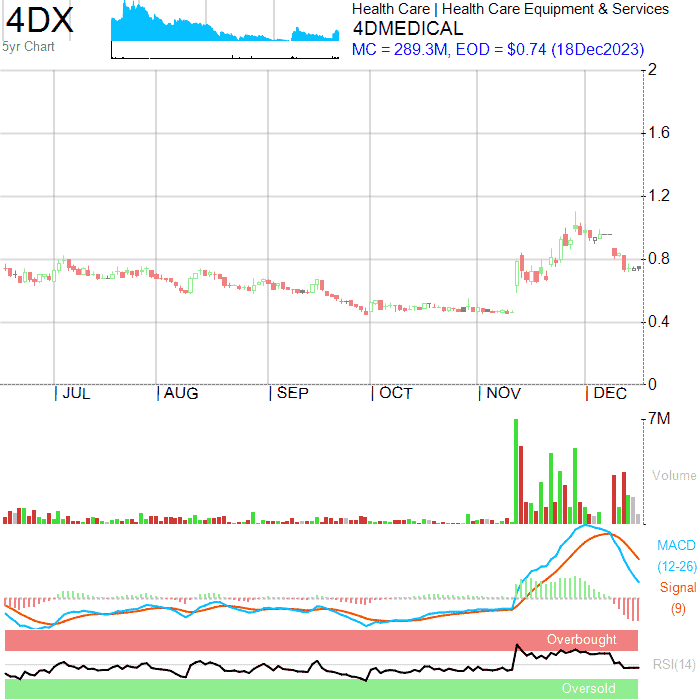 4DX
5yr Chart
Health Care | Health Care Equipment & Services
4DMEDICAL
MC = 289.3M, EOD = $0.74 (18Dec2023)
2
1.6
1.2
0.8
0.4
0
| JUL | AUG | SEP | OCT | NOV | DEC
7M
Volume
MACD
(12-26)
Signal
(9)
Overbought
RSI(14)
Oversold